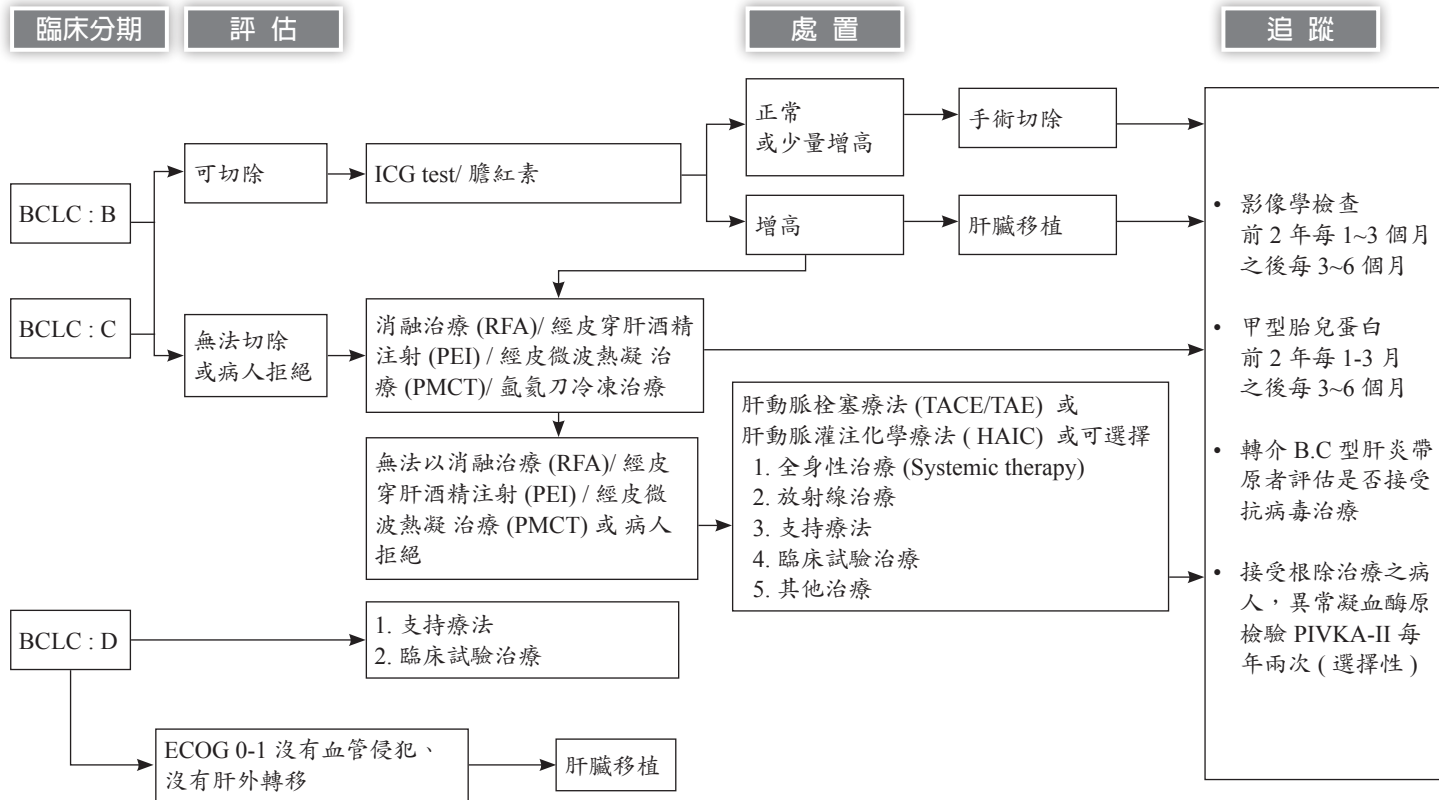 臨床分期
評 估
處 置
追 蹤
BCLC : B
BCLC : C
可切除
無法切除
或病人拒絕
ICG test/ 膽紅素
正常
或少量增高
手術切除
增高
肝臟移植
消融治療 (RFA)/ 經皮穿肝酒精
注射 (PEI) / 經皮微波熱凝 治
療 (PMCT)/ 氬氦刀冷凍治療
無法以消融治療 (RFA)/ 經皮
穿肝酒精注射 (PEI) / 經皮微
波熱凝 治療 (PMCT) 或 病人
拒絕
肝動脈栓塞療法 (TACE/TAE) 或
肝動脈灌注化學療法 ( HAIC) 或可選擇
1. 全身性治療 (Systemic therapy)
2. 放射線治療
3. 支持療法
4. 臨床試驗治療
5. 其他治療
BCLC : D
1. 支持療法
2. 臨床試驗治療
ECOG 0-1 沒有血管侵犯、
沒有肝外轉移
肝臟移植
• 影像學檢查
前 2 年每 1~3 個月
之後每 3~6 個月
• 甲型胎兒蛋白
前 2 年每 1-3 月
之後每 3~6 個月
• 轉介 B.C 型肝炎帶
原者評估是否接受
抗病毒治療
• 接受根除治療之病
人，異常凝血酶原
檢驗 PIVKA-II 每
年兩次 ( 選擇性 )